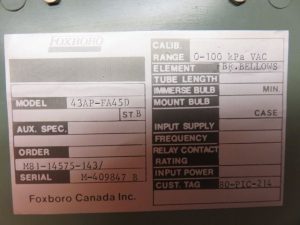 FOXBORO
MODEL 43AP-FA45D
ST.B
AUX. SPEC.
ORDER
M81-14575-143/
SERIAL M-409847 B
Foxboro Canada Inc.
CALIB.
RANGE 0-100 kPa VAC
ELEMENT BR.BELLOWS
TUBE LENGTH
IMMERSE BULB MIN
MOUNT BULB
CASE
INPUT SUPPLY
FREQUENCY
RELAY CONTACT
RATING
INPUT POWER
CUST. TAG 80-PIC-214